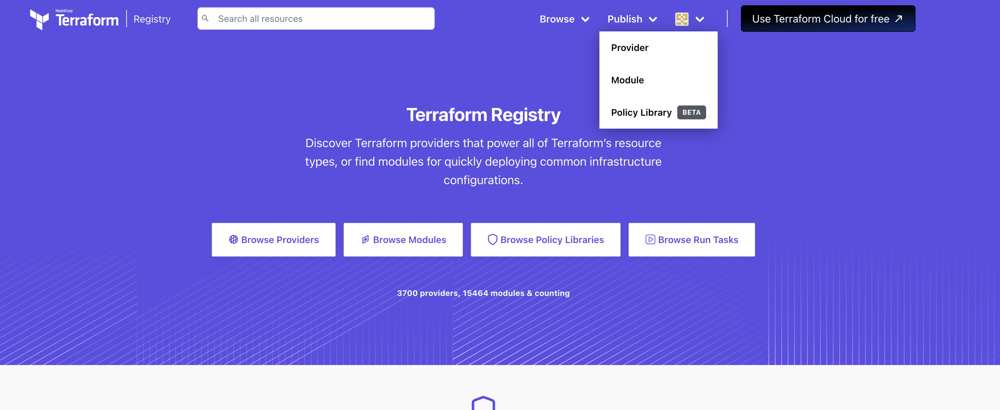 HashiCorp
Terraform
Registry
Search all resources
Browse
Publish
Use Terraform Cloud for free
Provider
Module
Policy Library BETA
Terraform Registry
Discover Terraform providers that power all of Terraform’s resource
types, or find modules for quickly deploying common infrastructure
configurations.
Browse Providers
Browse Modules
Browse Policy Libraries
Browse Run Tasks
3700 providers, 15464 modules & counting